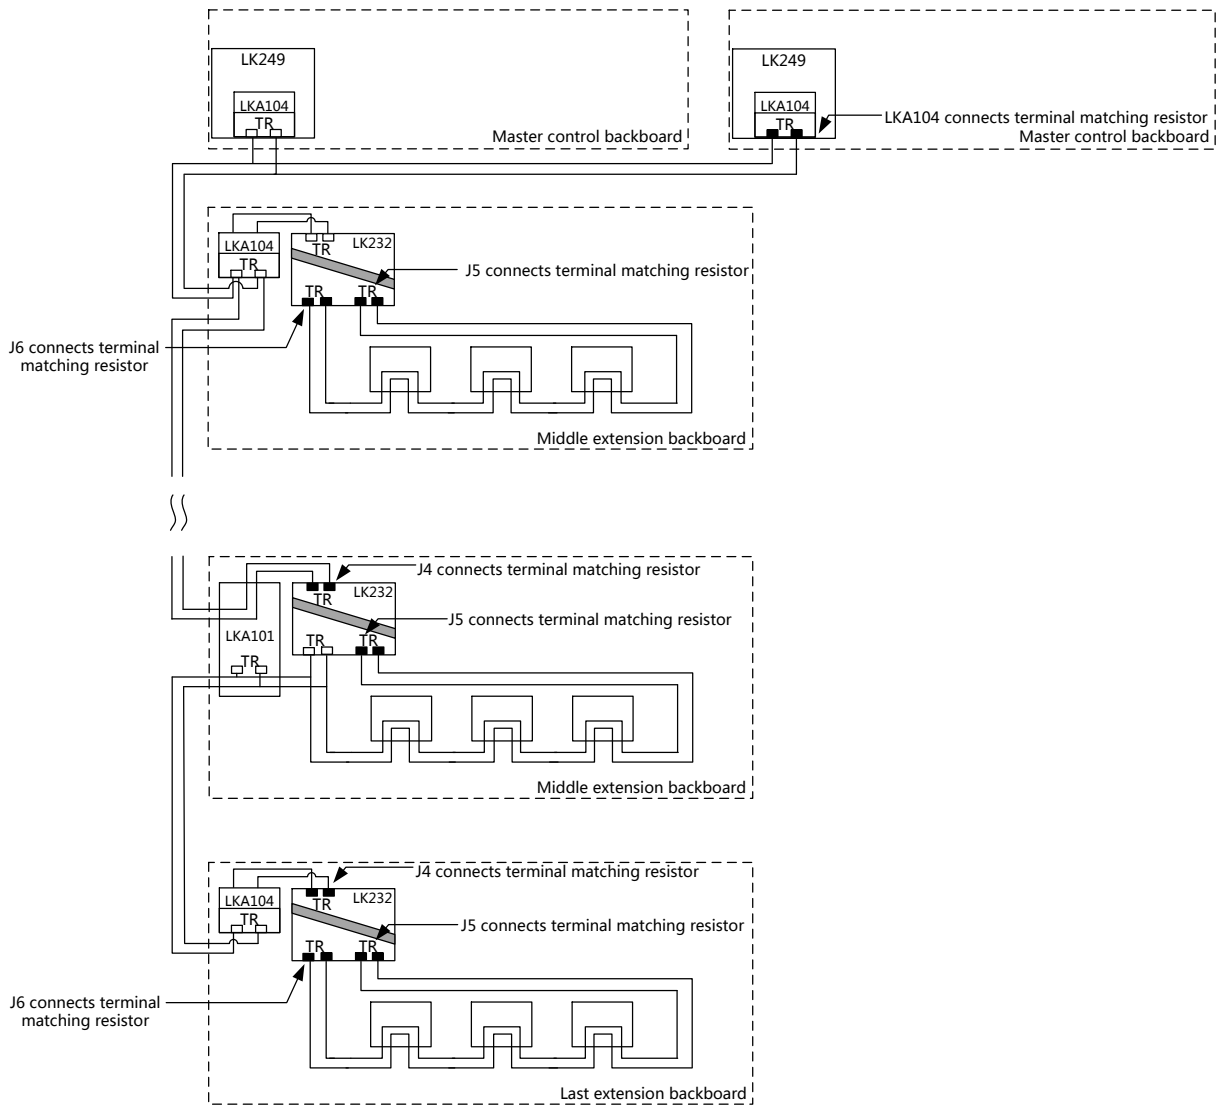 LK249
LKA104
TR
Master control backboard
LK249
LKA104
TR
LKA104 connects terminal matching resistor
Master control backboard
LKA104
TR
TR
LK232
J5 connects terminal matching resistor
TR
TR
J6 connects terminal
matching resistor
Middle extension backboard
J4 connects terminal matching resistor
LK232
TR
J5 connects terminal matching resistor
LKA101
TR
TR
TR
Middle extension backboard
J4 connects terminal matching resistor
LKA104
TR
TR
LK232
J5 connects terminal matching resistor
TR
TR
J6 connects terminal
matching resistor
Last extension backboard